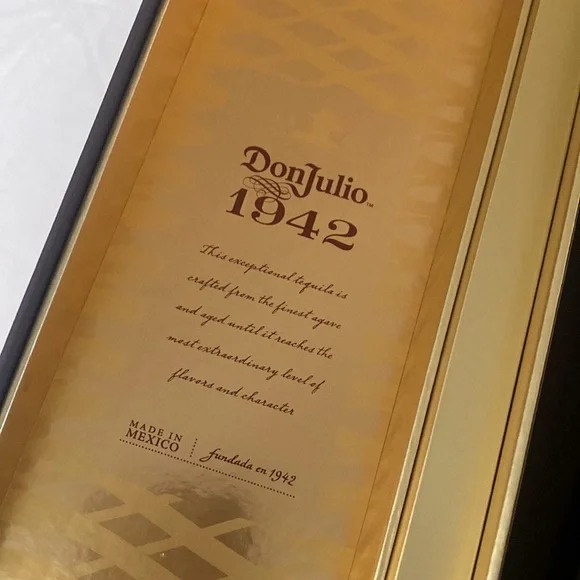 DonJulio™
1942
This exceptional tequila is
crafted from the finest agave
and aged until it reaches the
most extraordinary level of
flavors and character
MADE IN
MEXICO
fundada en 1942